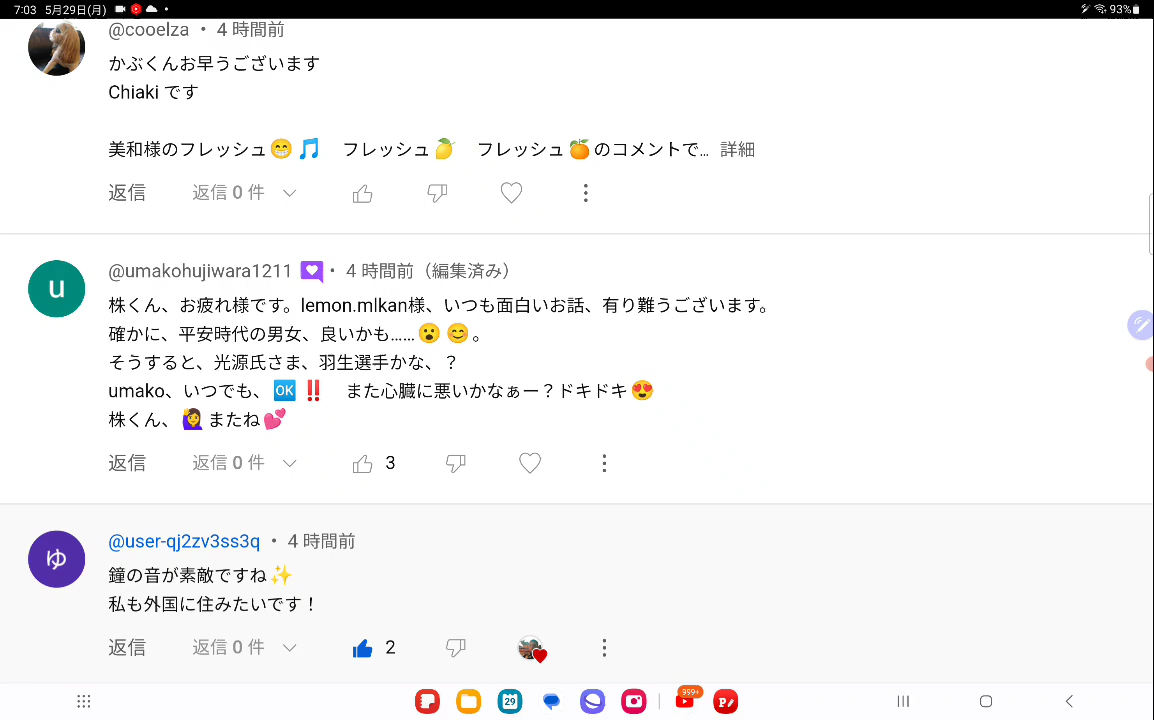 7:03 5月29日(月) 93%
@cooelza • 4 時間前
かぶくんお早うございます
Chiaki です
美和様のフレッシュ😁🎵 フレッシュ🍋 フレッシュ🍊のコメントで… 詳細
返信 返信 0 件
u @umakohujiwara1211 • 4 時間前（編集済み）
株くん、お疲れ様です。lemon.mlkan様、いつも面白いお話、有り難うございます。
確かに、平安時代の男女、良いかも……😮😊。
そうすると、光源氏さま、羽生選手かな、？
umako、いつでも、🆗‼️ また心臓に悪いかなぁー？ドキドキ😍
株くん、🙋‍♀️またね💕
返信 返信 0 件 3
ゆ @user-qj2zv3ss3q • 4 時間前
鐘の音が素敵ですね✨
私も外国に住みたいです！
返信 返信 0 件 2
29 999+